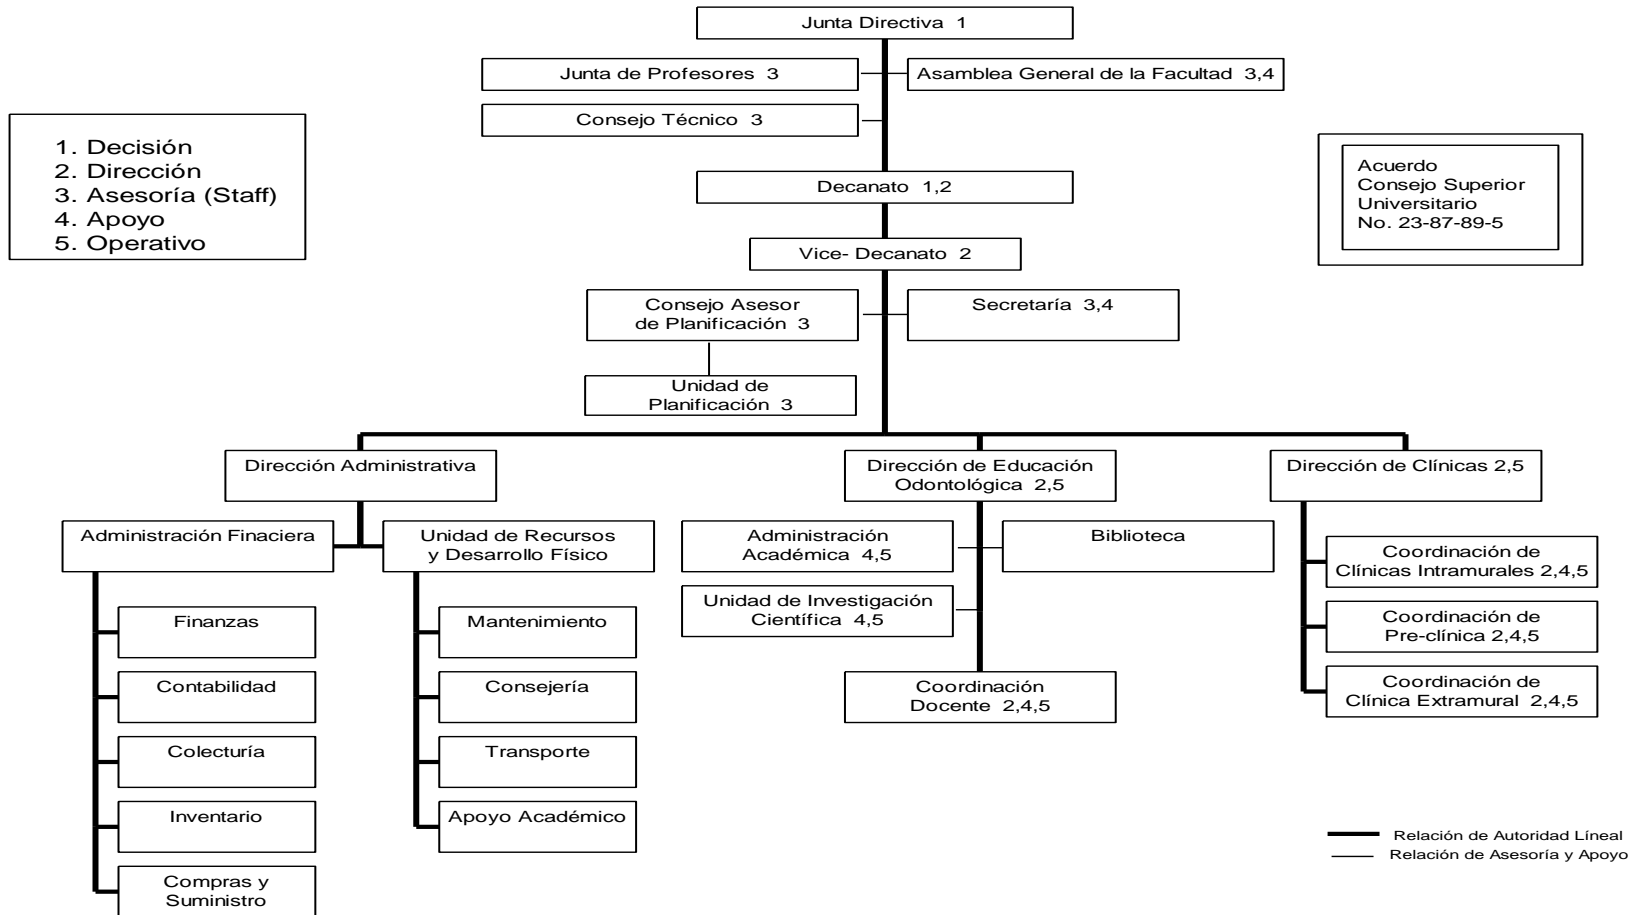 Junta Directiva  1
Junta de Profesores  3
Asamblea General de la Facultad  3,4
Consejo Técnico  3
1. Decisión
2. Dirección
3. Asesoría (Staff)
4. Apoyo
5. Operativo
Acuerdo
Consejo Superior
Universitario
No. 23-87-89-5
Decanato  1,2
Vice- Decanato  2
Consejo Asesor
de Planificación  3
Secretaría  3,4
Unidad de
Planificación  3
Dirección Administrativa
Dirección de Educación
Odontológica  2,5
Dirección de Clínicas 2,5
Administración Finaciera
Unidad de Recursos
y Desarrollo Físico
Administración
Académica  4,5
Biblioteca
Unidad de Investigación
Científica  4,5
Coordinación
Docente  2,4,5
Coordinación de
Clínicas Intramurales  2,4,5
Coordinación de
Pre-clínica  2,4,5
Coordinación de
Clínica Extramural  2,4,5
Finanzas
Contabilidad
Colecturía
Inventario
Compras y
Suministro
Mantenimiento
Consejería
Transporte
Apoyo Académico
Relación de Autoridad Líneal
Relación de Asesoría y Apoyo